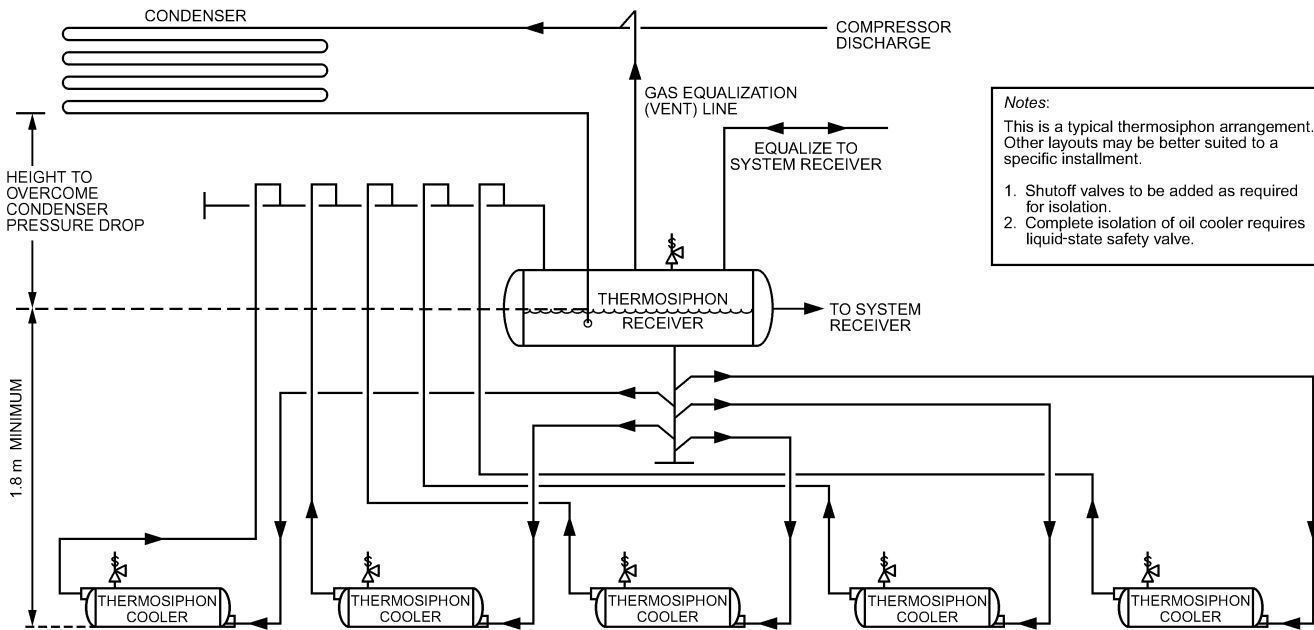 CONDENSER
COMPRESSOR
DISCHARGE
GAS EQUALIZATION
(VENT) LINE
EQUALIZE TO
SYSTEM RECEIVER
Notes:
This is a typical thermosiphon arrangement.
Other layouts may be better suited to a
specific installment.
1. Shutoff valves to be added as required
for isolation.
2. Complete isolation of oil cooler requires
liquid-state safety valve.
HEIGHT TO
OVERCOME
CONDENSER
PRESSURE DROP
S
THERMOSIPHON
RECEIVER
TO SYSTEM
RECEIVER
1.8 m MINIMUM
S
THERMOSIPHON
COOLER
S
THERMOSIPHON
COOLER
S
THERMOSIPHON
COOLER
S
THERMOSIPHON
COOLER
S
THERMOSIPHON
COOLER